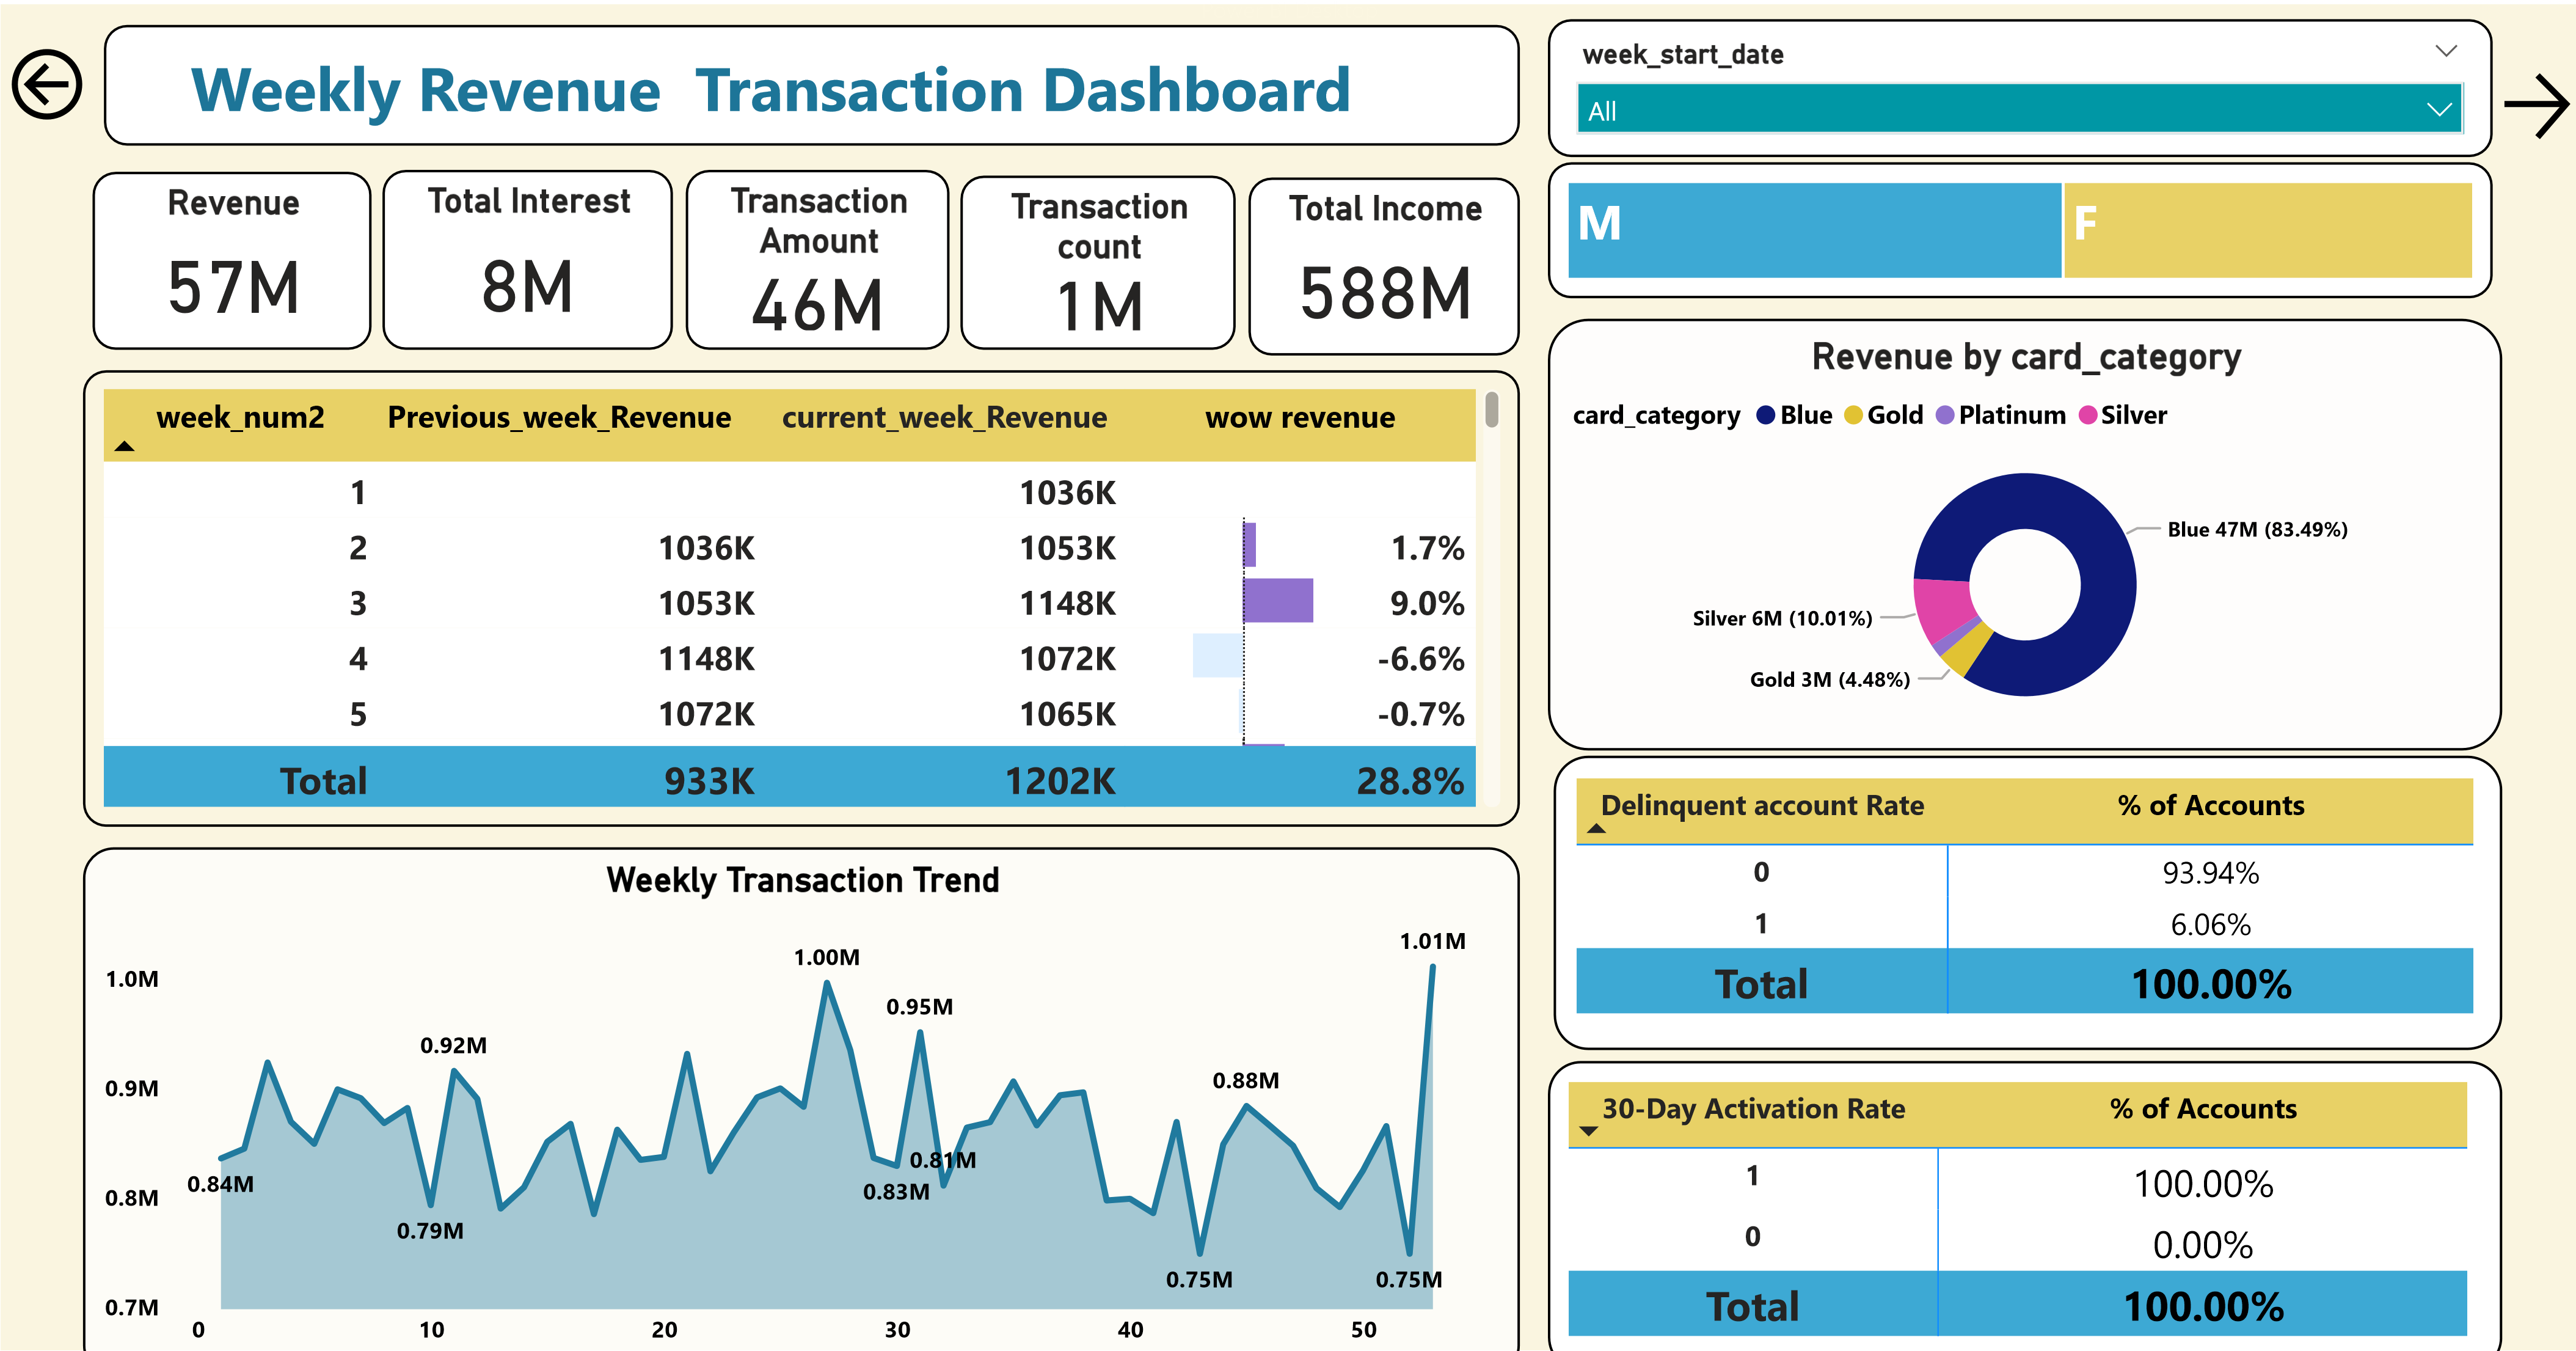 Weekly Revenue  Transaction Dashboard
week_start_date
All
M
F
Revenue
57M
Total Interest
8M
Transaction
Amount
46M
Transaction
count
1M
Total Income
588M
week_num2 Previous_week_Revenue current_week_Revenue wow revenue
1 1036K
2 1036K 1053K 1.7%
3 1053K 1148K 9.0%
4 1148K 1072K -6.6%
5 1072K 1065K -0.7%
Total 933K 1202K 28.8%
Revenue by card_category
card_category Blue Gold Platinum Silver
Blue 47M (83.49%)
Silver 6M (10.01%)
Gold 3M (4.48%)
Delinquent account Rate % of Accounts
0 93.94%
1 6.06%
Total 100.00%
30-Day Activation Rate % of Accounts
1 100.00%
0 0.00%
Total 100.00%
Weekly Transaction Trend
1.01M
1.00M
1.0M
0.95M
0.92M
0.9M
0.88M
0.81M
0.84M
0.83M
0.8M
0.79M
0.75M
0.75M
0.7M
0 10 20 30 40 50